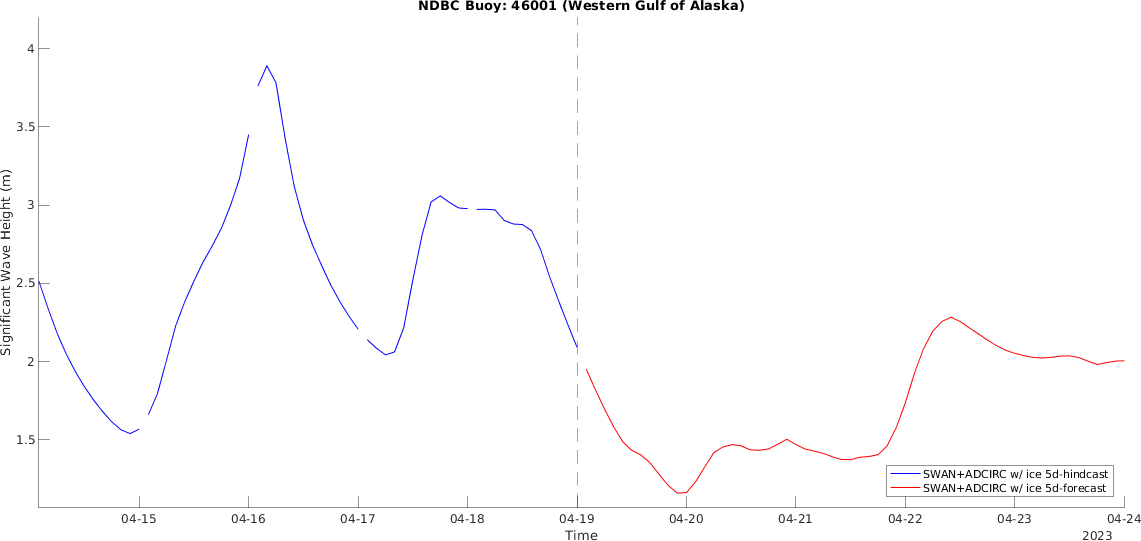 NDBC Buoy: 46001 (Western Gulf of Alaska)
4
3.5
3
2.5
2
1.5
Significant Wave Height (m)
SWAN+ADCIRC w/ ice 5d-hindcast
SWAN+ADCIRC w/ ice 5d-forecast
04-15 04-16 04-17 04-18 04-19 04-20 04-21 04-22 04-23 04-24
Time
2023